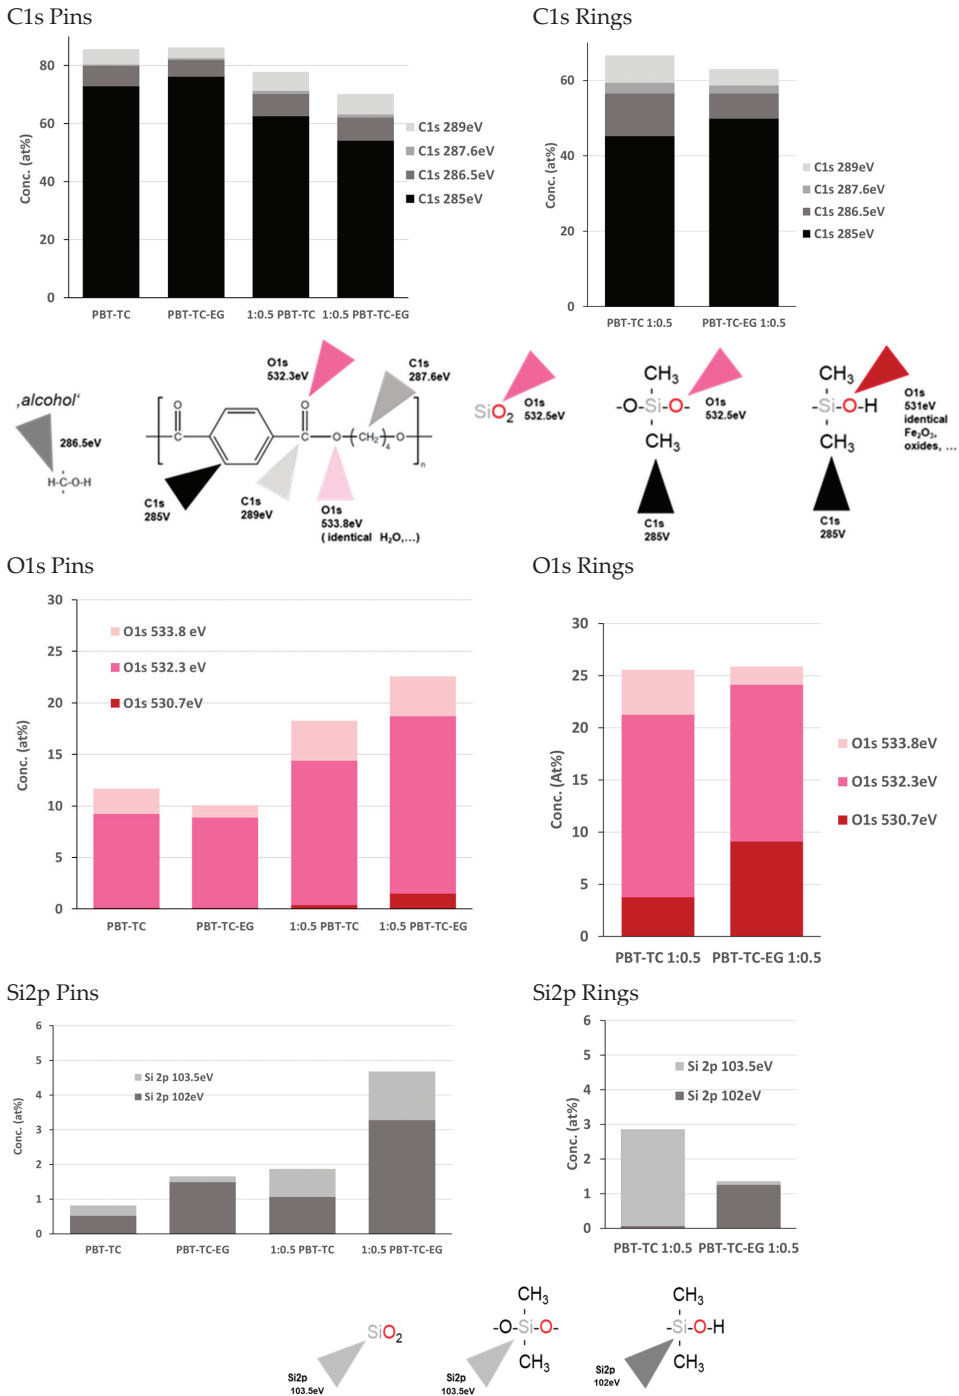 C1s Pins
C1s Rings
80
60
40
20
0
Conc. (at%)
C1s 289eV
C1s 287.6eV
C1s 286.5eV
C1s 285eV
PBT-TC
PBT-TC-EG
1:0.5 PBT-TC
1:0.5 PBT-TC-EG
60
40
20
0
Conc. (at%)
C1s 289eV
C1s 287.6eV
C1s 286.5eV
C1s 285eV
PBT-TC 1:0.5
PBT-TC-EG 1:0.5
‚alcohol‘
286.5eV
H-C-O-H
O1s
532.3eV
C1s
287.6eV
O
C
O
C
O
(CH2)4
O
n
C1s
285V
C1s
289eV
O1s
533.8eV
( identical H2O,...)
SiO2
O1s
532.5eV
CH3
-O-Si-O-
CH3
O1s
532.5eV
C1s
285V
CH3
-Si-O-H
CH3
O1s
531eV
identical
Fe2O3,
oxides, ...
C1s
285V
O1s Pins
O1s Rings
30
25
20
15
10
5
0
Conc. (at%)
O1s 533.8 eV
O1s 532.3 eV
O1s 530.7eV
PBT-TC
PBT-TC-EG
1:0.5 PBT-TC
1:0.5 PBT-TC-EG
30
25
20
15
10
5
0
Conc. (At%)
O1s 533.8eV
O1s 532.3eV
O1s 530.7eV
PBT-TC 1:0.5
PBT-TC-EG 1:0.5
Si2p Pins
Si2p Rings
6
5
4
3
2
1
0
Conc. (at%)
Si 2p 103.5eV
Si 2p 102eV
PBT-TC
PBT-TC-EG
1:0.5 PBT-TC
1:0.5 PBT-TC-EG
6
5
4
3
2
1
0
Conc. (at%)
Si 2p 103.5eV
Si 2p 102eV
PBT-TC 1:0.5
PBT-TC-EG 1:0.5
SiO2
Si2p
103.5eV
CH3
-O-Si-O-
CH3
Si2p
103.5eV
CH3
-Si-O-H
CH3
Si2p
102eV